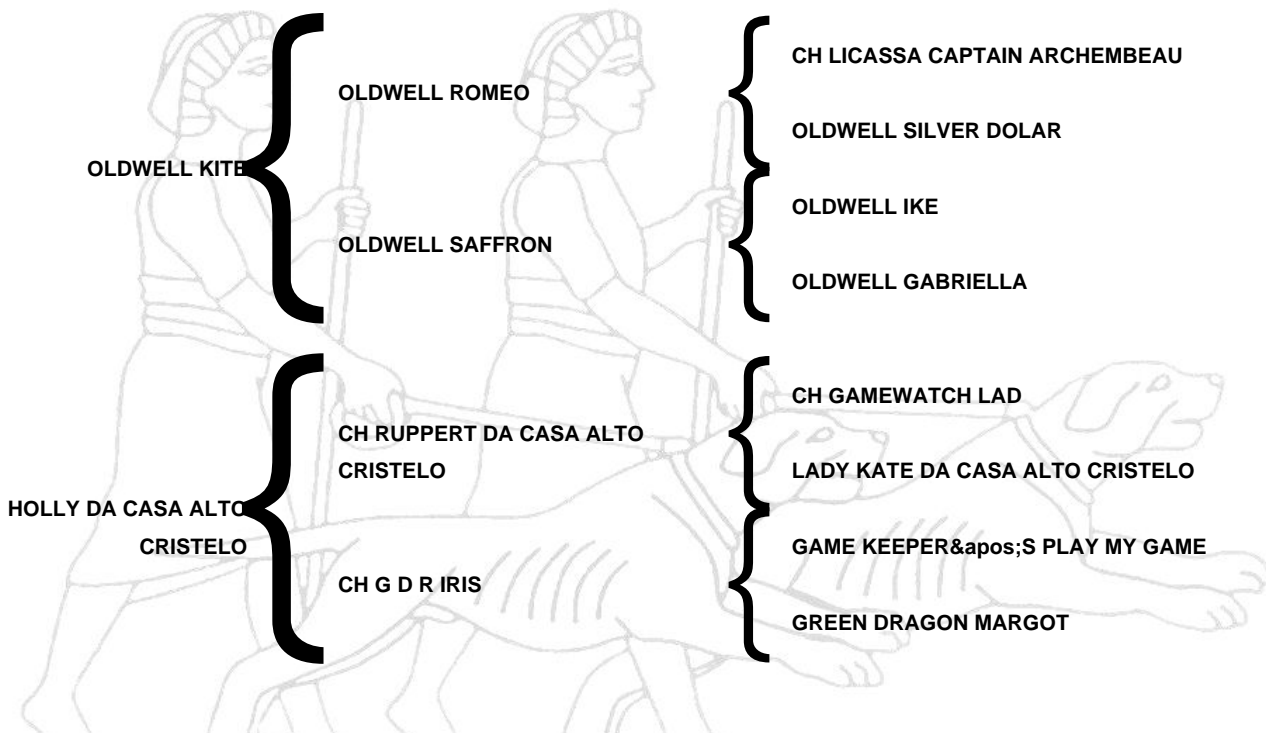 CH LICASSA CAPTAIN ARCHEMBEAU
OLDWELL ROMEO
OLDWELL SILVER DOLAR
OLDWELL KITE
OLDWELL IKE
OLDWELL SAFFRON
OLDWELL GABRIELLA
CH GAMEWATCH LAD
CH RUPPERT DA CASA ALTO
CRISTELO
LADY KATE DA CASA ALTO CRISTELO
HOLLY DA CASA ALTO
CRISTELO
GAME KEEPER&apos;S PLAY MY GAME
CH G D R IRIS
GREEN DRAGON MARGOT